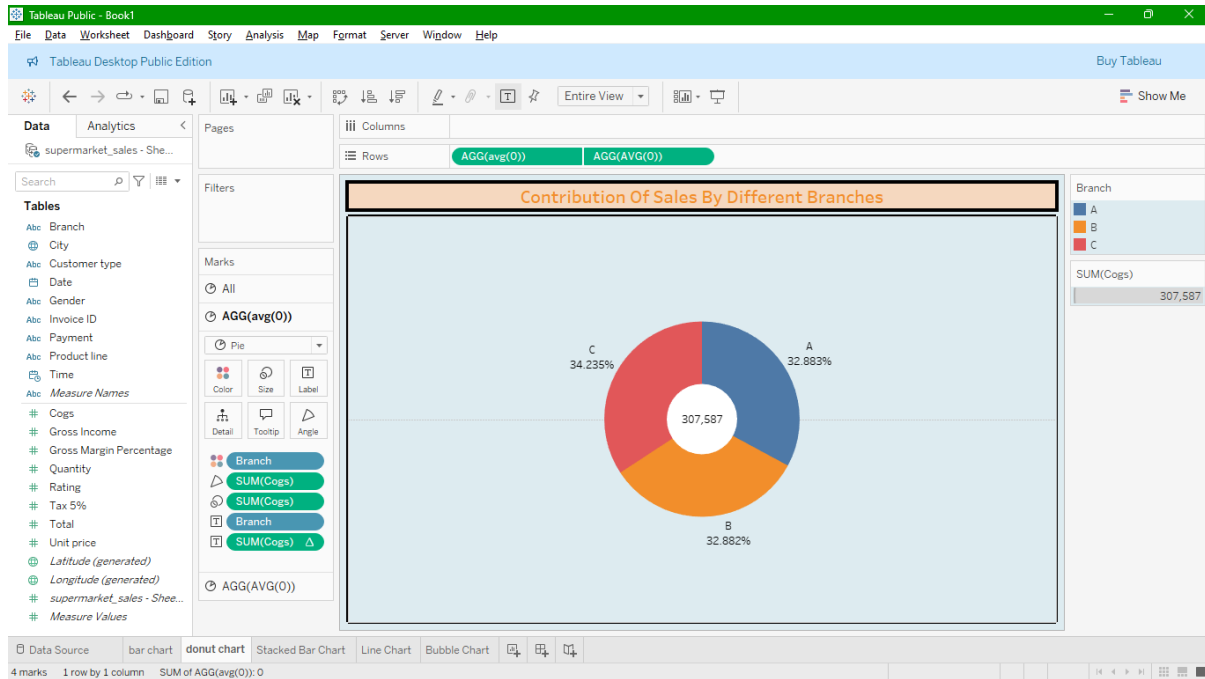 Tableau Public - Book1
File Data Worksheet Dashboard Story Analysis Map Format Server Window Help
Tableau Desktop Public Edition
Buy Tableau
Entire View
Show Me
Data Analytics
supermarket_sales - She...
Search
Tables
Abc Branch
City
Abc Customer type
Date
Abc Gender
Abc Invoice ID
Abc Payment
Abc Product line
Time
Abc Measure Names
# Cogs
# Gross Income
# Gross Margin Percentage
# Quantity
# Rating
# Tax 5%
# Total
# Unit price
Latitude (generated)
Longitude (generated)
# supermarket_sales - Shee...
# Measure Values
Pages
Filters
Marks
All
AGG(avg(0))
Pie
Color Size Label
Detail Tooltip Angle
Branch
SUM(Cogs)
SUM(Cogs)
Branch
SUM(Cogs) Δ
AGG(AVG(0))
Columns
Rows
AGG(avg(0)) AGG(AVG(0))
Contribution Of Sales By Different Branches
C
34.235%
A
32.883%
307,587
B
32.882%
Branch
A
B
C
SUM(Cogs)
307,587
Data Source bar chart donut chart Stacked Bar Chart Line Chart Bubble Chart
4 marks 1 row by 1 column SUM of AGG(avg(0)): 0